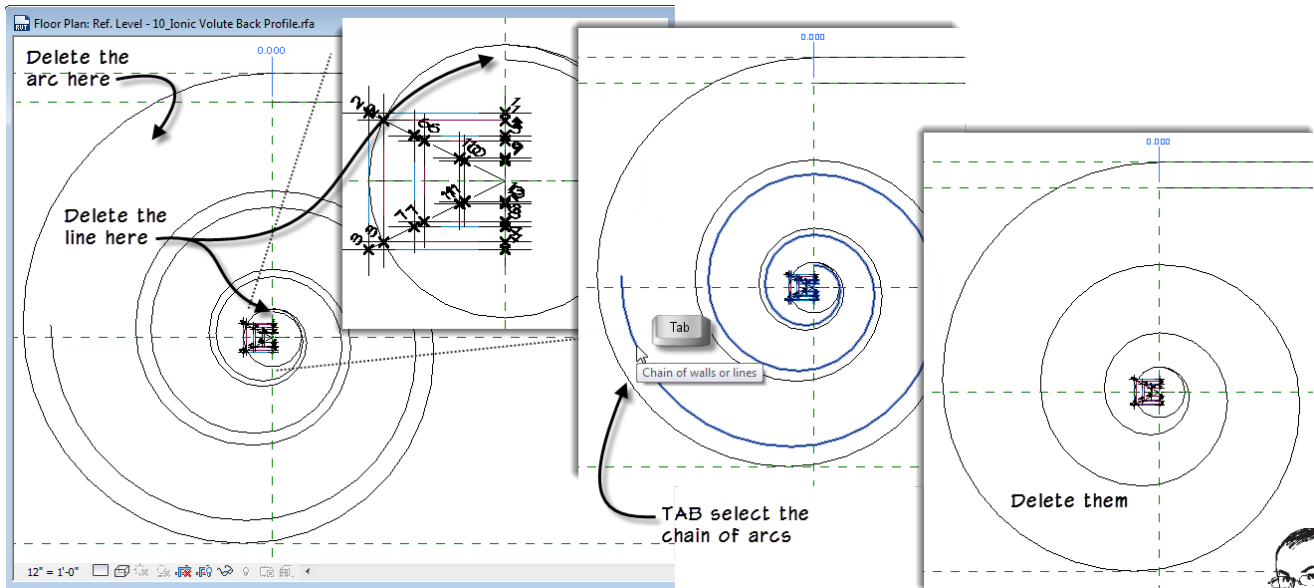 Floor Plan: Ref. Level - 10_Ionic Volute Back Profile.rfa
Delete the
arc here
0.000
Delete the
line here
12" = 1'-0"
0.000
Tab
Chain of walls or lines
TAB select the
chain of arcs
0.000
Delete them